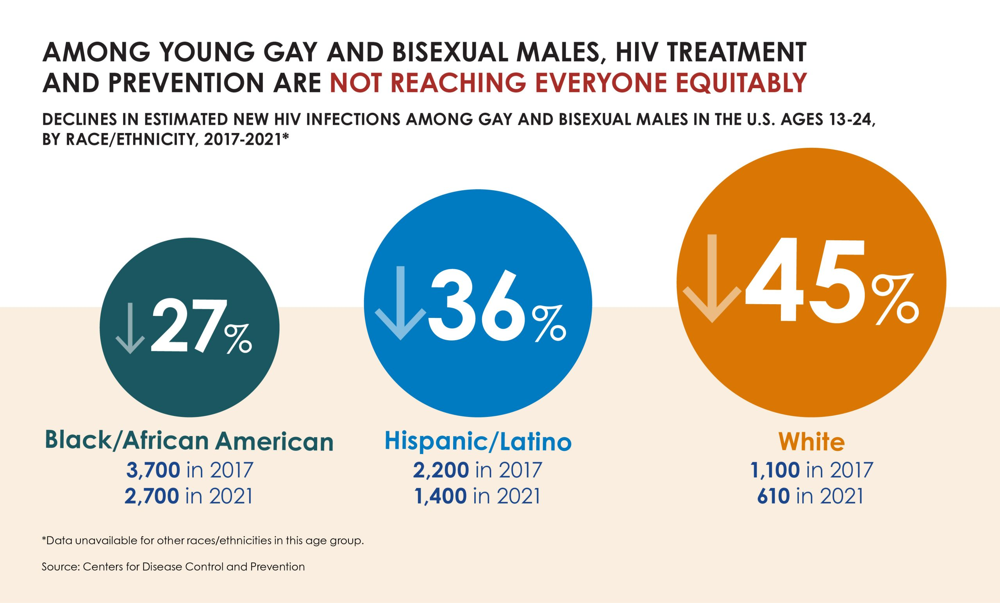 AMONG YOUNG GAY AND BISEXUAL MALES, HIV TREATMENT
AND PREVENTION ARE NOT REACHING EVERYONE EQUITABLY
DECLINES IN ESTIMATED NEW HIV INFECTIONS AMONG GAY AND BISEXUAL MALES IN THE U.S. AGES 13-24,
BY RACE/ETHNICITY, 2017-2021*
↓27%
Black/African American
3,700 in 2017
2,700 in 2021
↓36%
Hispanic/Latino
2,200 in 2017
1,400 in 2021
↓45%
White
1,100 in 2017
610 in 2021
*Data unavailable for other races/ethnicities in this age group.
Source: Centers for Disease Control and Prevention